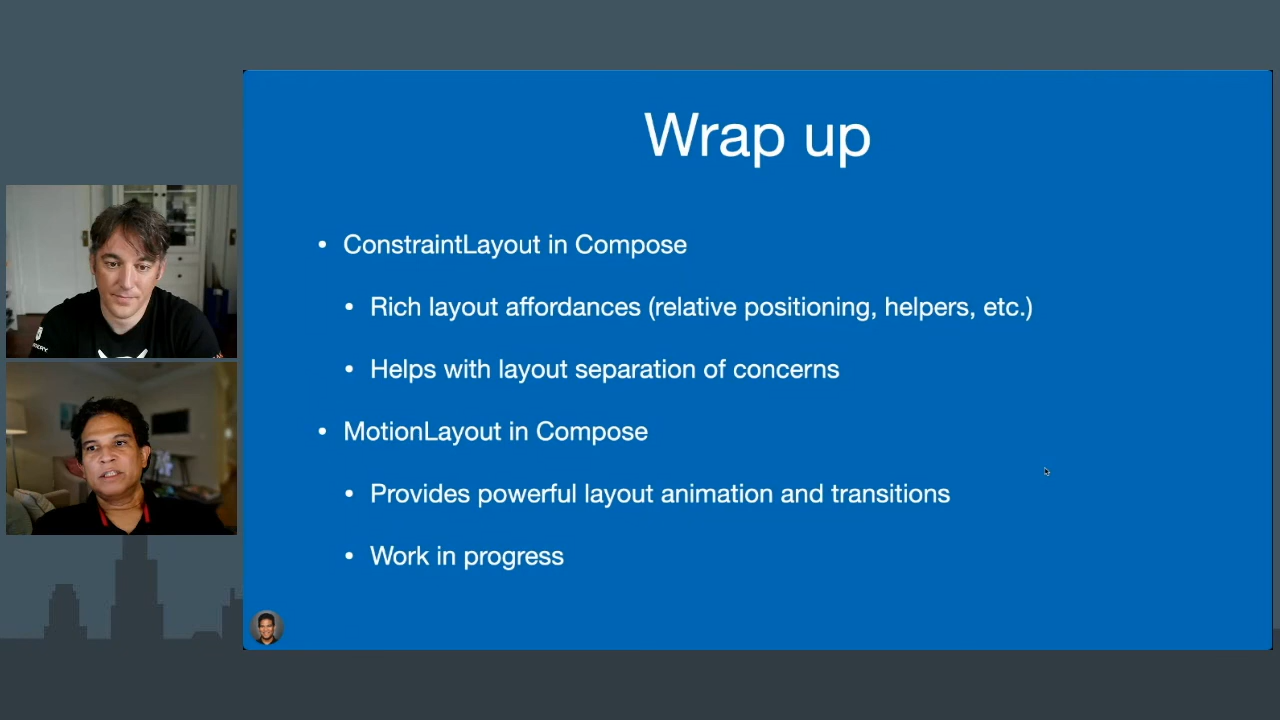 Wrap up
• ConstraintLayout in Compose
• Rich layout affordances (relative positioning, helpers, etc.)
• Helps with layout separation of concerns
• MotionLayout in Compose
• Provides powerful layout animation and transitions
• Work in progress